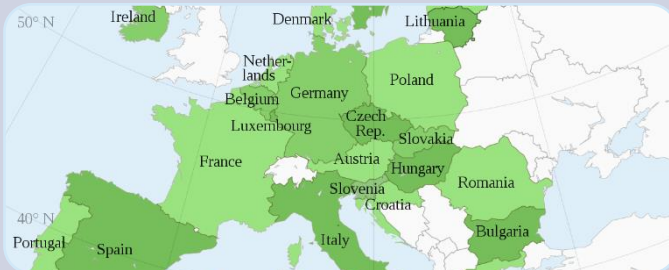 50° N
Ireland
Denmark
Lithuania
Nether-
lands
Poland
Germany
Belgium
Czech
Rep.
Luxembourg
Slovakia
France
Austria
Hungary
Romania
Slovenia
Croatia
40° N
Bulgaria
Portugal
Spain
Italy